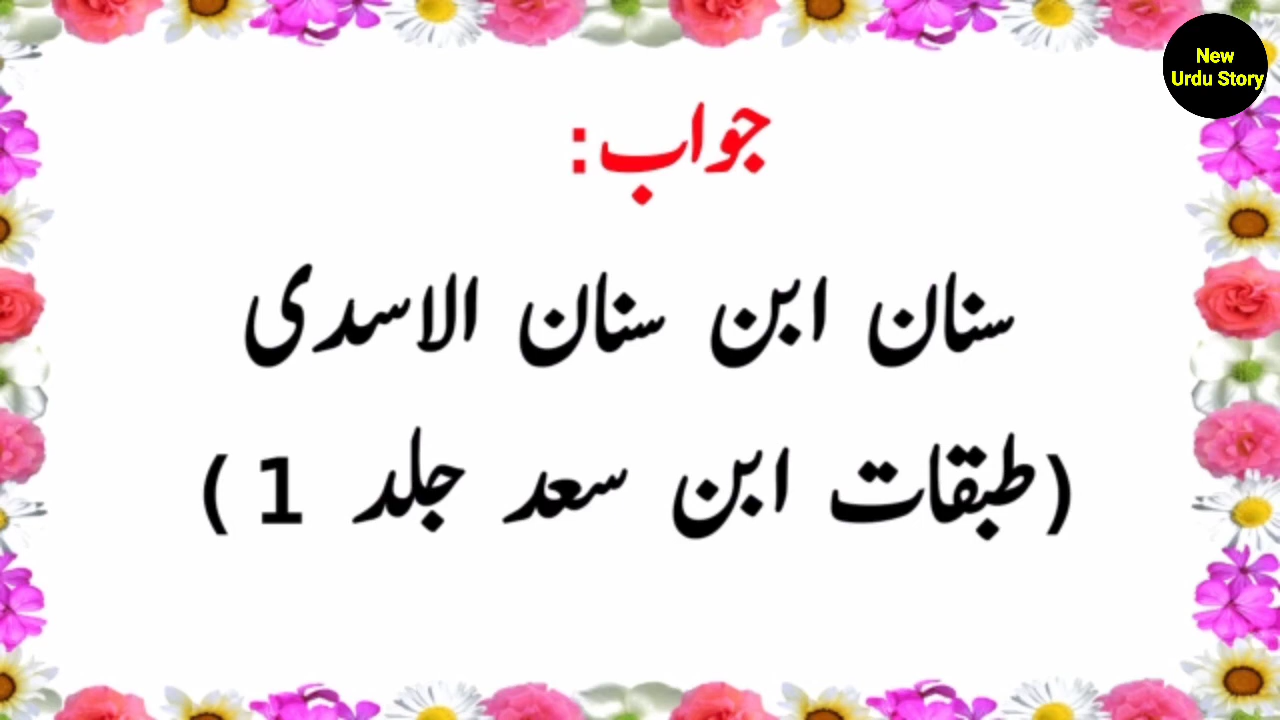 New
Urdu Story
جواب:
سنان ابن سنان الاسدی
(طبقات ابن سعد جلد 1 )